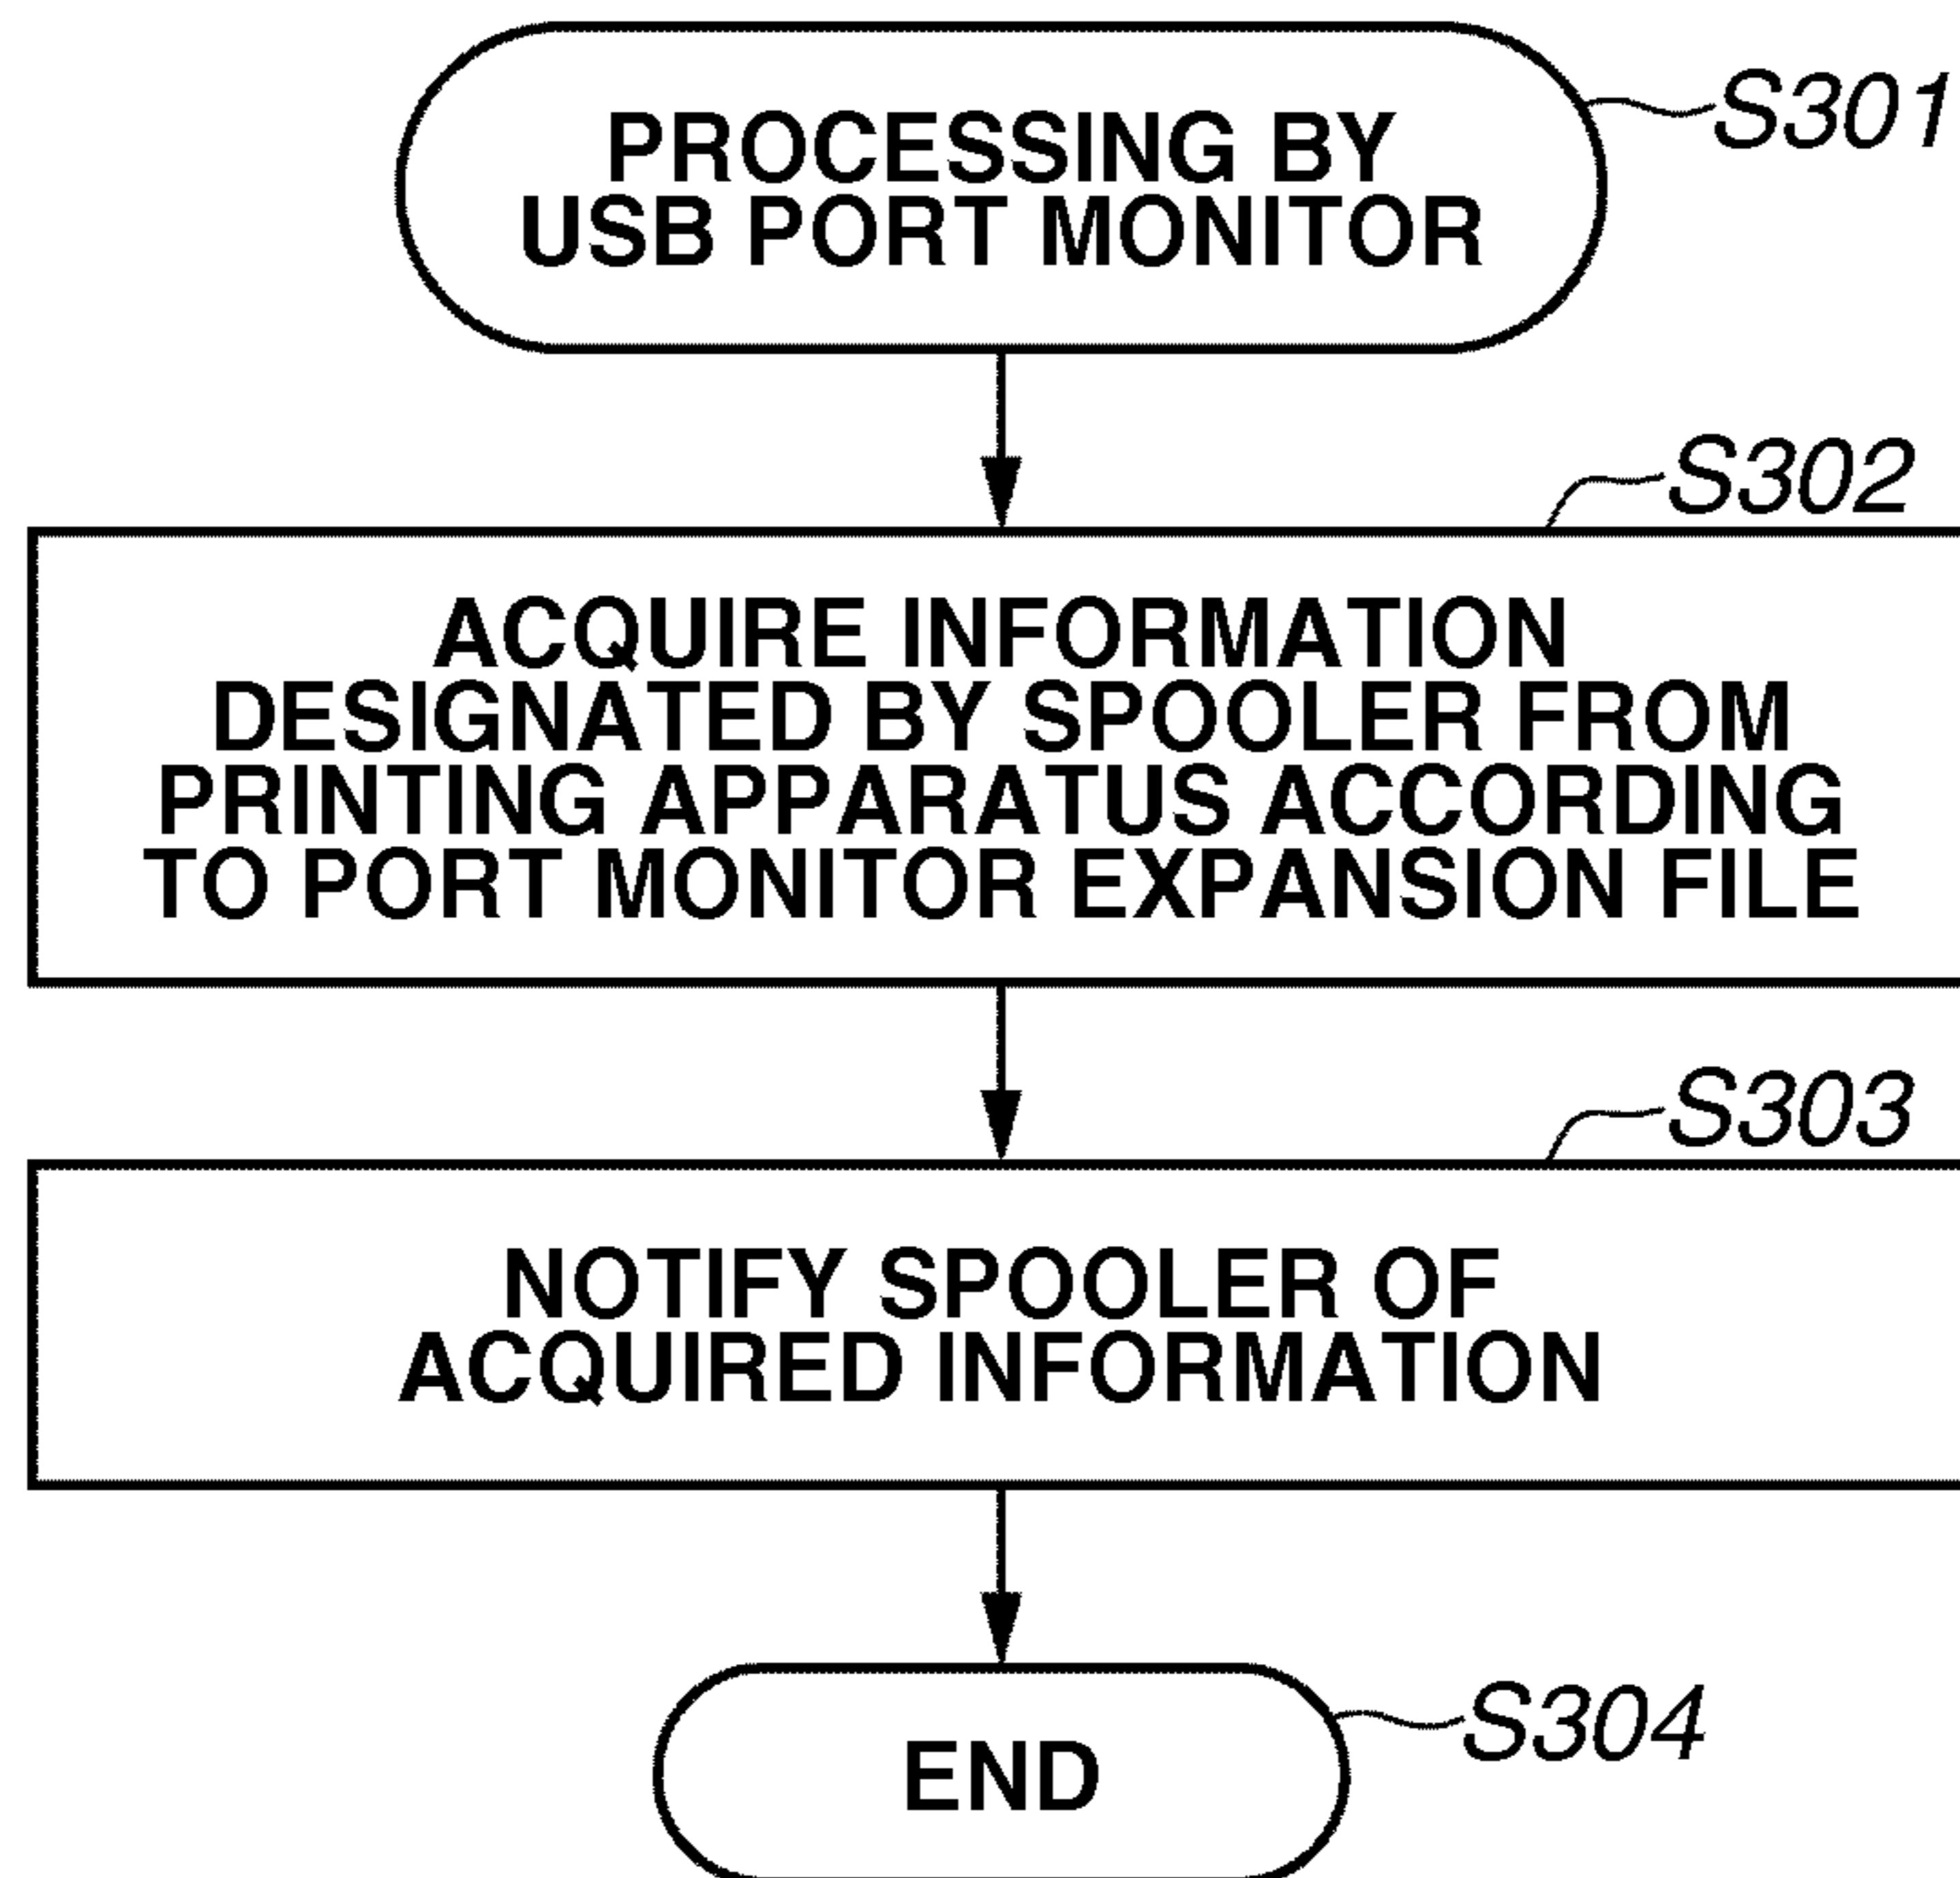 PROCESSING BY
USB PORT MONITOR
S301
S302
ACQUIRE INFORMATION
DESIGNATED BY SPOOLER FROM
PRINTING APPARATUS ACCORDING
TO PORT MONITOR EXPANSION FILE
S303
NOTIFY SPOOLER OF
ACQUIRED INFORMATION
S304
END